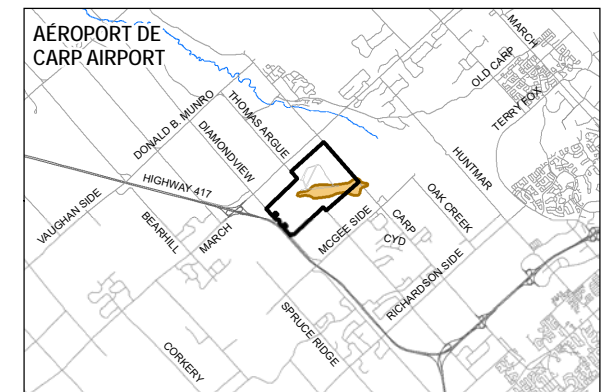 AÉROPORT DE
CARP AIRPORT
MARCH
OLD CARP
TERRY FOX
THOMAS ARGUE
DONALD B. MUNRO
DIAMONDVIEW
HUNTMAR
HIGHWAY 417
OAK CREEK
VAUGHAN SIDE
BEARHILL
MARCH
MCGEE SIDE
CARP
CYD
RICHARDSON SIDE
SPRUCE RIDGE
CORKERY